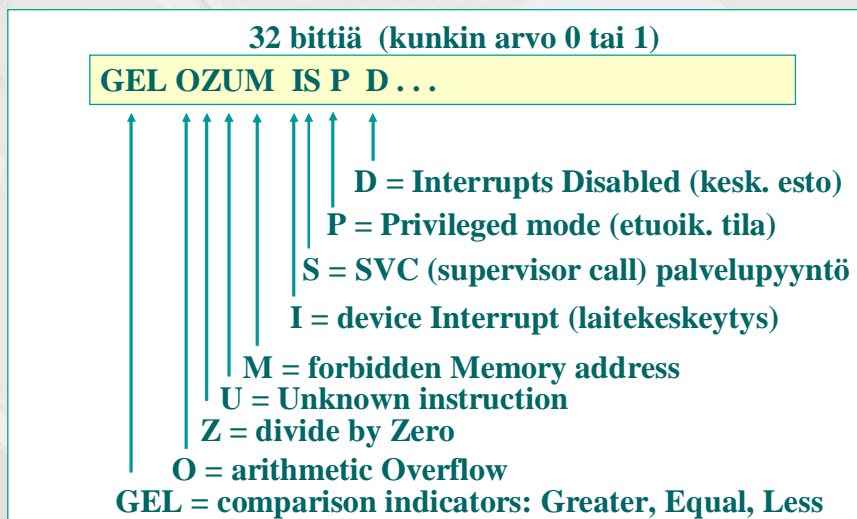 32 bittiä (kunkin arvo 0 tai 1)
GEL OZUM IS P D . . .
D = Interrupts Disabled (kesk. esto)
P = Privileged mode (etuoik. tila)
S = SVC (supervisor call) palvelupyyntö
I = device Interrupt (laitekeskeytys)
M = forbidden Memory address
U = Unknown instruction
Z = divide by Zero
O = arithmetic Overflow
GEL = comparison indicators: Greater, Equal, Less